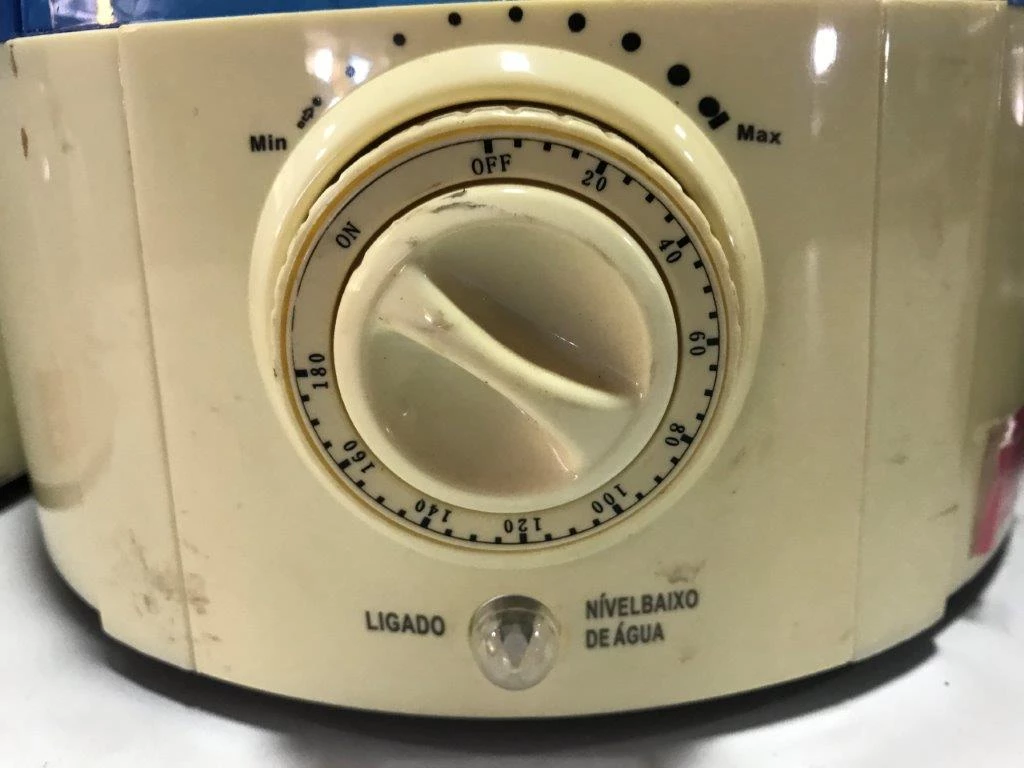 Min
Max
OFF
20
40
60
80
100
120
140
160
180
ON
LIGADO
NÍVELBAIXO
DE ÁGUA